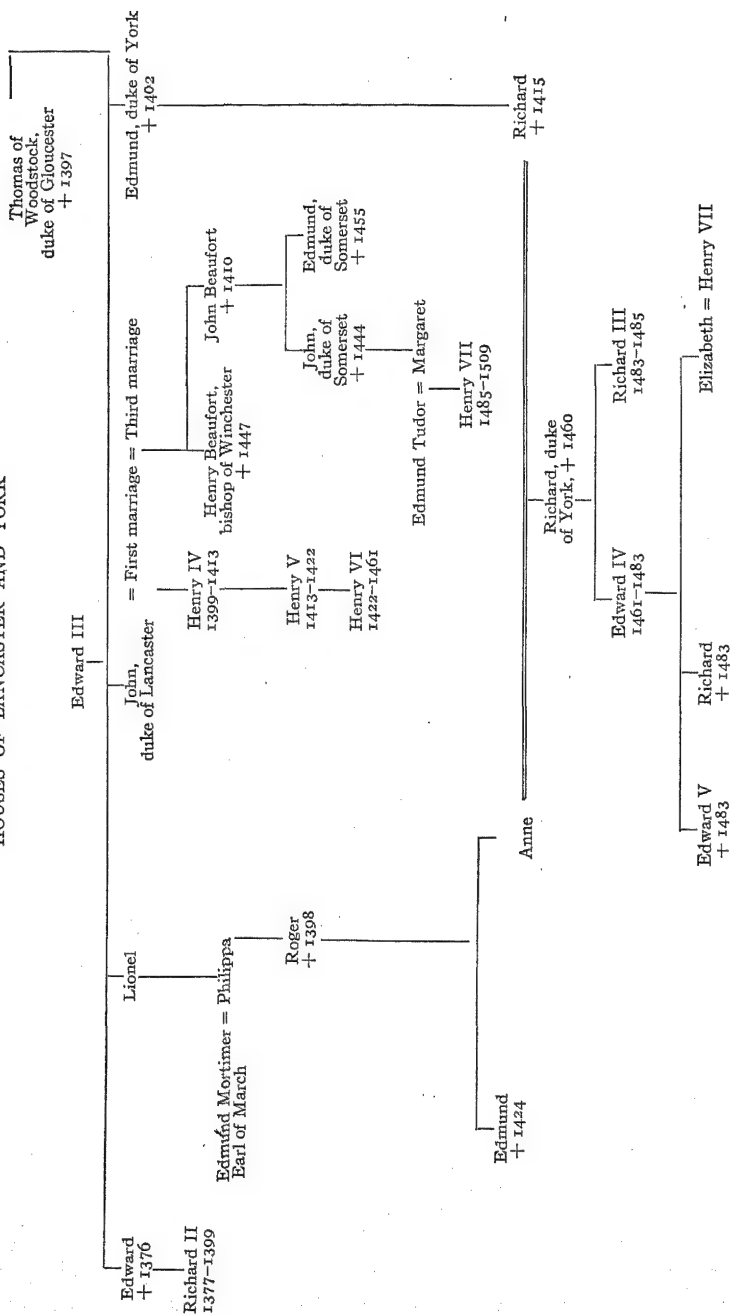 HOUSES OF LANCASTER AND YORK
Edward III
Thomas of
Woodstock,
duke of Gloucester
+ 1397
Edward
+ 1376
Lionel
John,
duke of Lancaster
= First marriage = Third marriage
Edmund, duke of York
+ 1402
Richard II
1377–1399
Edmund Mortimer = Philippa
Earl of March
Henry IV
1399–1413
Henry Beaufort,
bishop of Winchester
+ 1447
John Beaufort
+ 1410
Roger
+ 1398
Henry V
1413–1422
John,
duke of
Somerset
+ 1444
Edmund,
duke of
Somerset
+ 1455
Henry VI
1422–1461
Edmund Tudor = Margaret
Henry VII
1485–1509
Edmund
+ 1424
Anne
Richard
+ 1415
Richard, duke
of York, + 1460
Edward IV
1461–1483
Richard III
1483–1485
Edward V
+ 1483
Richard
+ 1483
Elizabeth = Henry VII